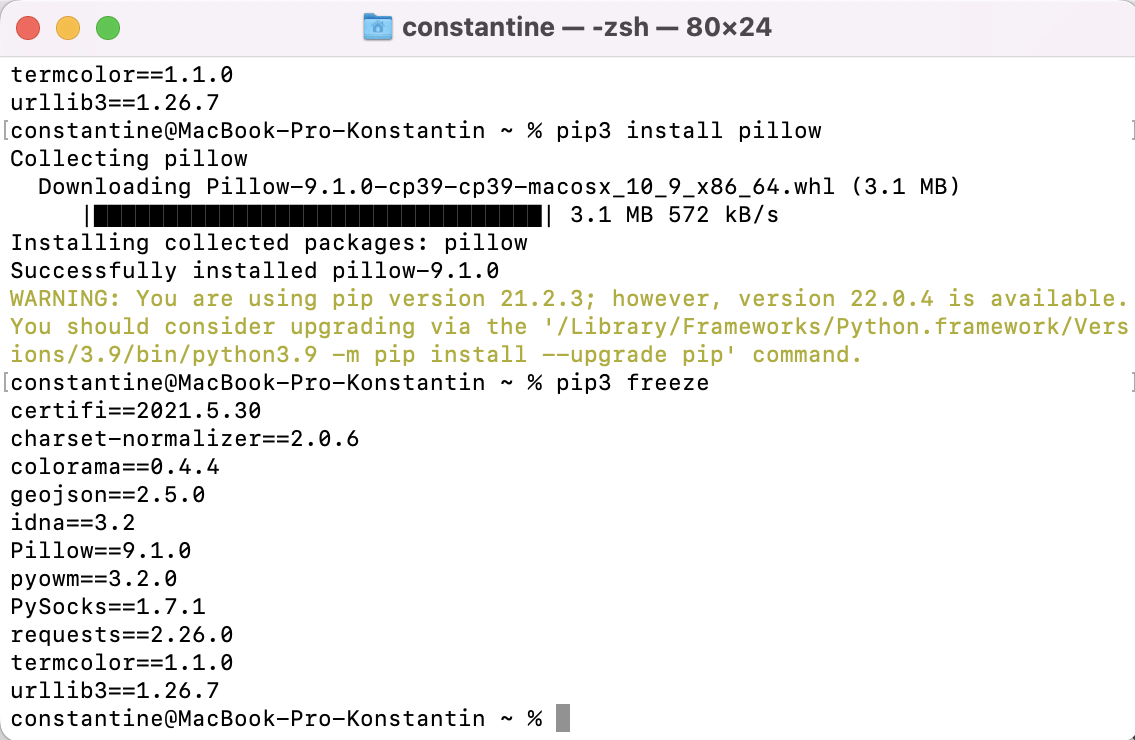 constantine — -zsh — 80×24
termcolor==1.1.0
urllib3==1.26.7
[constantine@MacBook-Pro-Konstantin ~ % pip3 install pillow ]
Collecting pillow
  Downloading Pillow-9.1.0-cp39-cp39-macosx_10_9_x86_64.whl (3.1 MB)
     |████████████████████████████████| 3.1 MB 572 kB/s
Installing collected packages: pillow
Successfully installed pillow-9.1.0
WARNING: You are using pip version 21.2.3; however, version 22.0.4 is available.
You should consider upgrading via the '/Library/Frameworks/Python.framework/Vers
ions/3.9/bin/python3.9 -m pip install --upgrade pip' command.
[constantine@MacBook-Pro-Konstantin ~ % pip3 freeze ]
certifi==2021.5.30
charset-normalizer==2.0.6
colorama==0.4.4
geojson==2.5.0
idna==3.2
Pillow==9.1.0
pyowm==3.2.0
PySocks==1.7.1
requests==2.26.0
termcolor==1.1.0
urllib3==1.26.7
constantine@MacBook-Pro-Konstantin ~ %